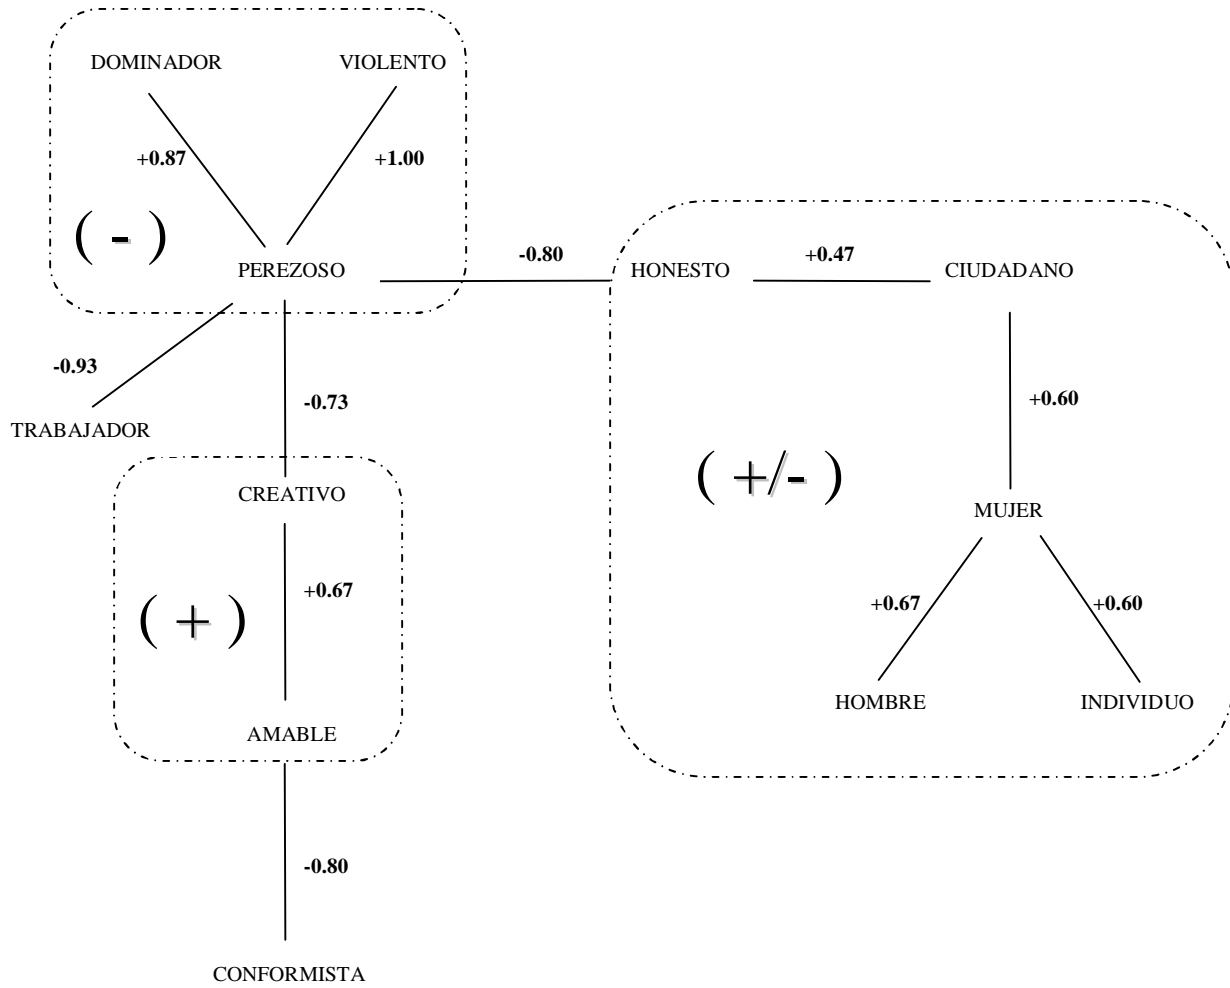 DOMINADOR VIOLENTO
+0.87 +1.00
( - )
PEREZOSO -0.80 HONESTO +0.47 CIUDADANO
-0.93
-0.73 +0.60
TRABAJADOR
( +/- )
CREATIVO
MUJER
+0.67 +0.67 +0.60
( + )
HOMBRE INDIVIDUO
AMABLE
-0.80
CONFORMISTA